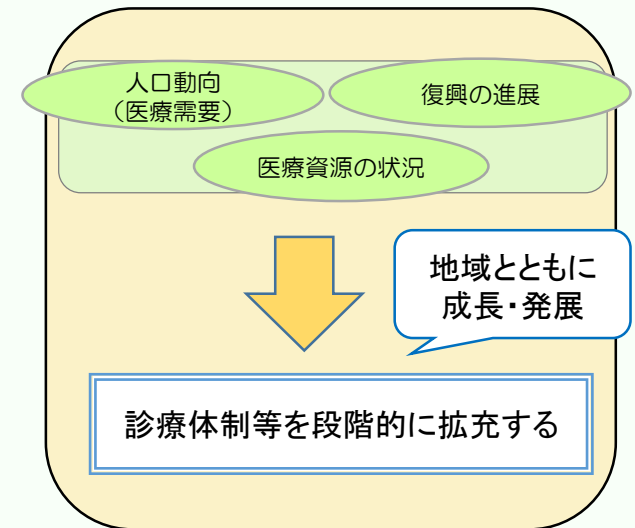 人口動向
（医療需要）
復興の進展
医療資源の状況
地域とともに
成長・発展
診療体制等を段階的に拡充する